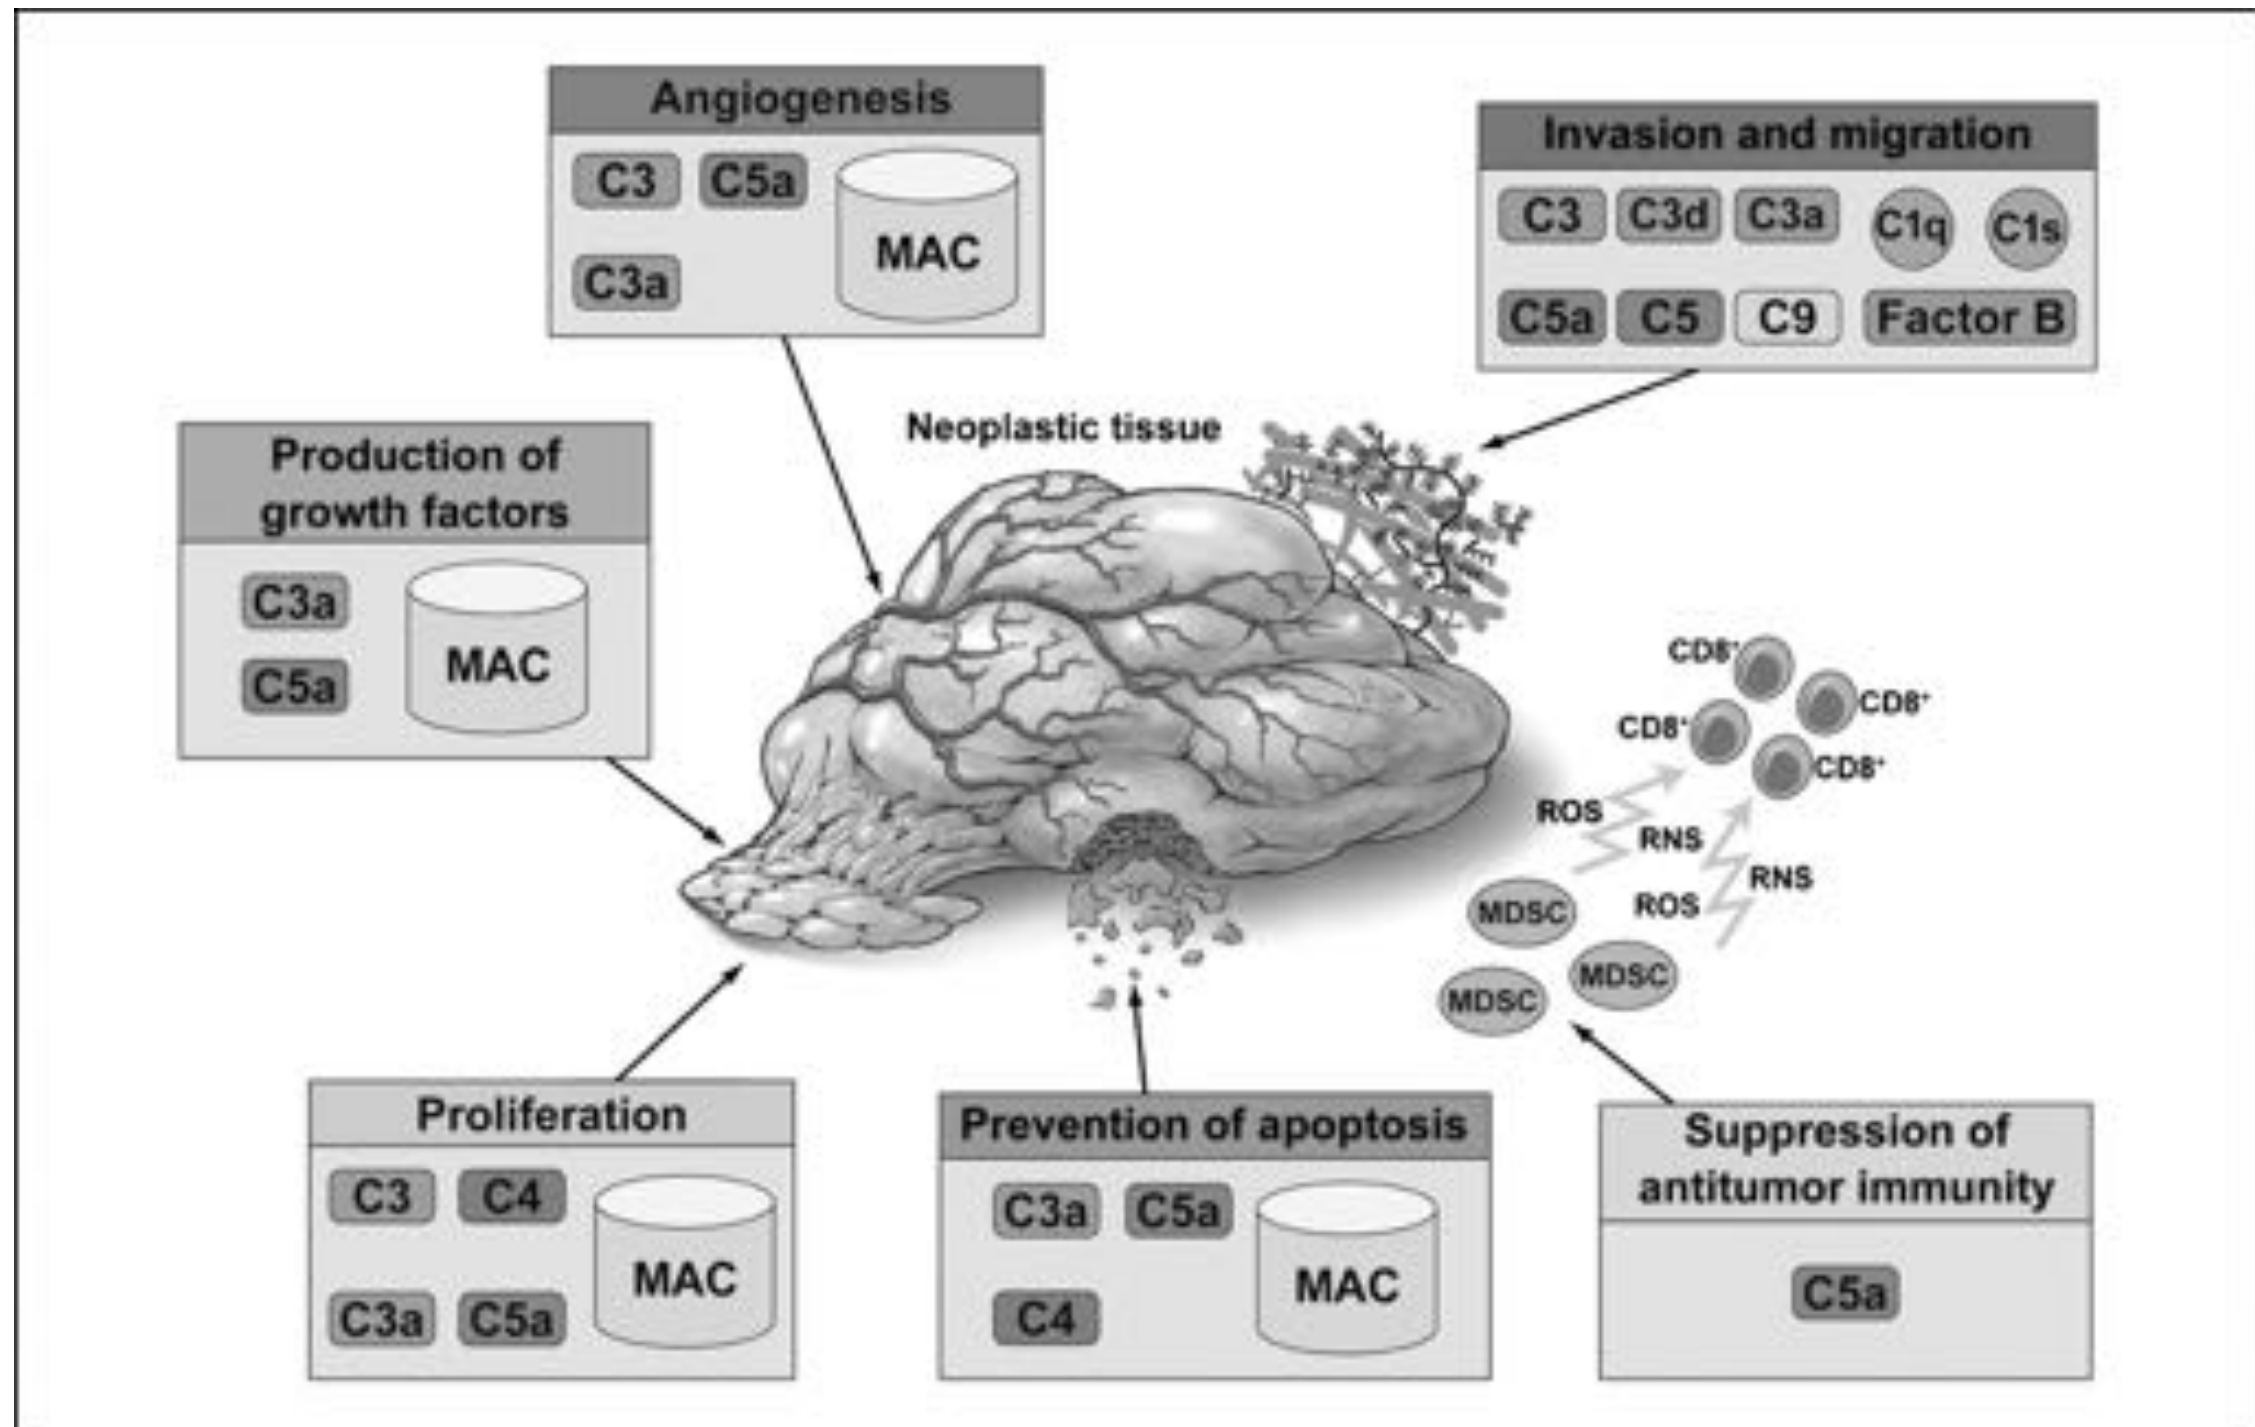 Angiogenesis
C3 C5a
MAC
C3a
Invasion and migration
C3 C3d C3a C1q C1s
C5a C5 C9 Factor B
Neoplastic tissue
Production of
growth factors
C3a
MAC
C5a
CD8⁺
CD8⁺
CD8⁺
CD8⁺
ROS
RNS
RNS
ROS
MDSC
MDSC
MDSC
Proliferation
C3 C4
MAC
C3a C5a
Prevention of apoptosis
C3a C5a
MAC
C4
Suppression of
antitumor immunity
C5a